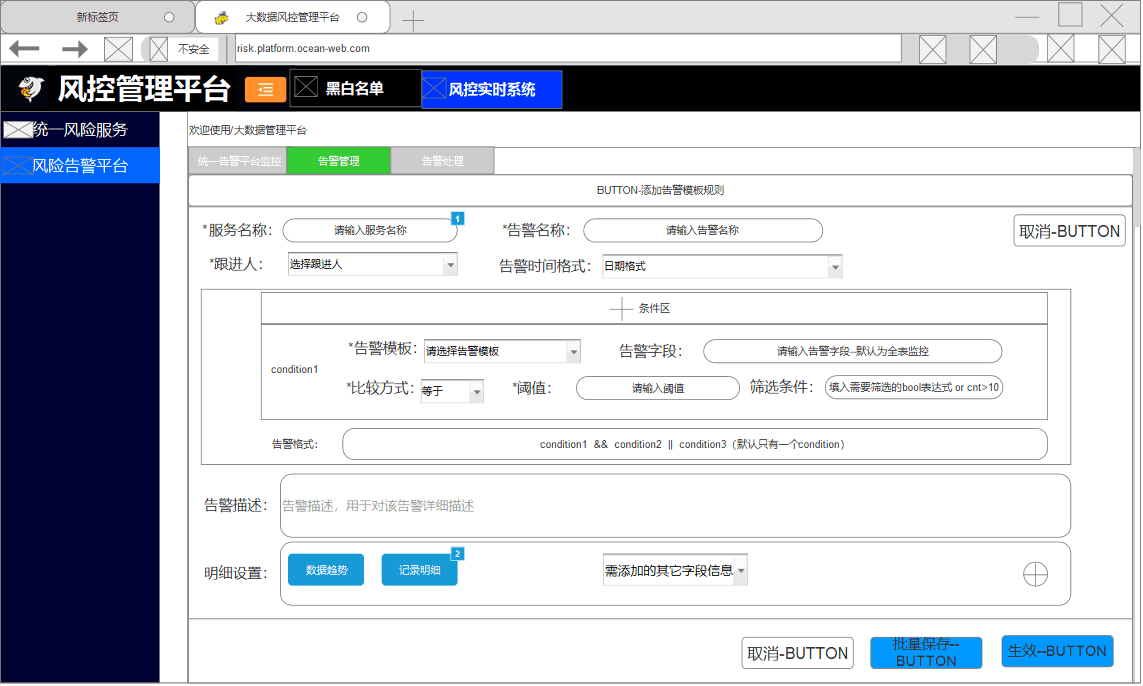 新标签页
大数据风控管理平台
不安全
risk.platform.ocean-web.com
风控管理平台
黑白名单
风控实时系统
统一风险服务
欢迎使用/大数据管理平台
风险告警平台
统一告警平台监控
告警管理
告警处理
BUTTON-添加告警模板规则
*服务名称：
请输入服务名称
1
*告警名称：
请输入告警名称
取消-BUTTON
*跟进人：
选择跟进人
告警时间格式：
日期格式
条件区
condition1
*告警模板：
请选择告警模板
告警字段：
请输入告警字段--默认为全表监控
*比较方式：
等于
*阈值：
请输入阈值
筛选条件：
填入需要筛选的bool表达式 or cnt>10
告警格式：
condition1 && condition2 || condition3（默认只有一个condition）
告警描述：
告警描述，用于对该告警详细描述
明细设置：
数据趋势
记录明细
2
需添加的其它字段信息
取消-BUTTON
批量保存--
BUTTON
生效--BUTTON